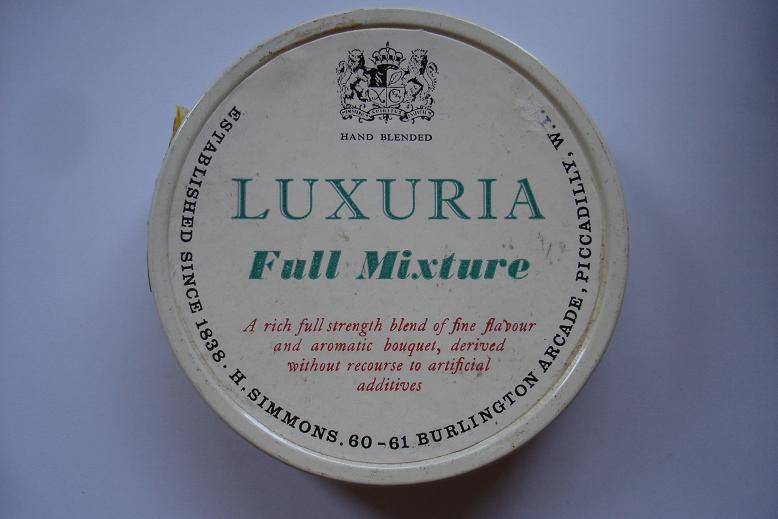 HAND BLENDED
LUXURIA
Full Mixture
A rich full strength blend of fine flavour
and aromatic bouquet, derived
without recourse to artificial
additives
ESTABLISHED SINCE 1838. H. SIMMONS. 60-61 BURLINGTON ARCADE, PICCADILLY, W.1.